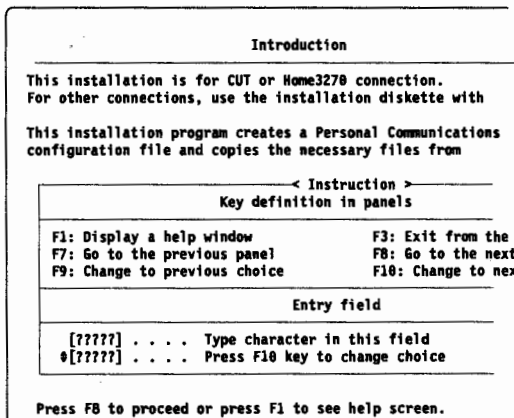 Introduction
This installation is for CUT or Home3270 connection.
For other connections, use the installation diskette with
This installation program creates a Personal Communications
configuration file and copies the necessary files from
< Instruction >
Key definition in panels
F1: Display a help window F3: Exit from the
F7: Go to the previous panel F8: Go to the next
F9: Change to previous choice F10: Change to nex
Entry field
[?????] . . . . Type character in this field
⇕[?????] . . . . Press F10 key to change choice
Press F8 to proceed or press F1 to see help screen.